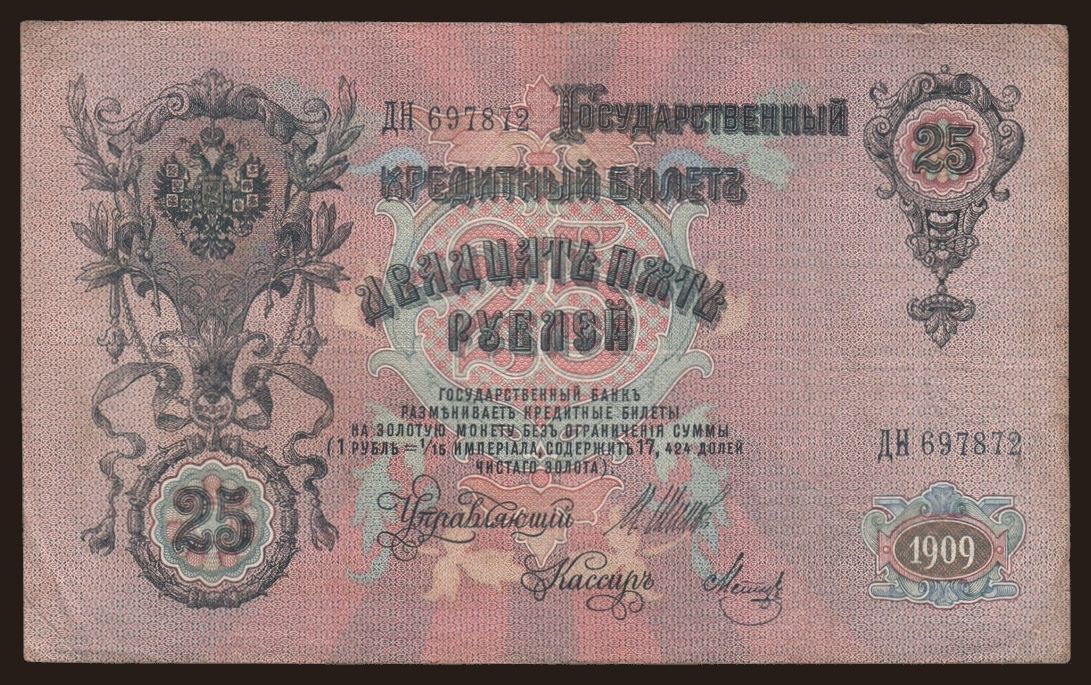 ДН 697872 Государственный
25
Кредитный Билетъ
Двадцать пять
рублей
ГОСУДАРСТВЕННЫЙ БАНКЪ
РАЗМѢНИВАЕТЪ КРЕДИТНЫЕ БИЛЕТЫ
НА ЗОЛОТУЮ МОНЕТУ БЕЗЪ ОГРАНИЧЕНІЯ СУММЫ
(1 РУБЛЬ = 1/15 ИМПЕРІАЛА, СОДЕРЖИТЪ 17, 424 ДОЛЕЙ
ЧИСТАГО ЗОЛОТА).
ДН 697872
25
Управляющій
1909
Кассиръ